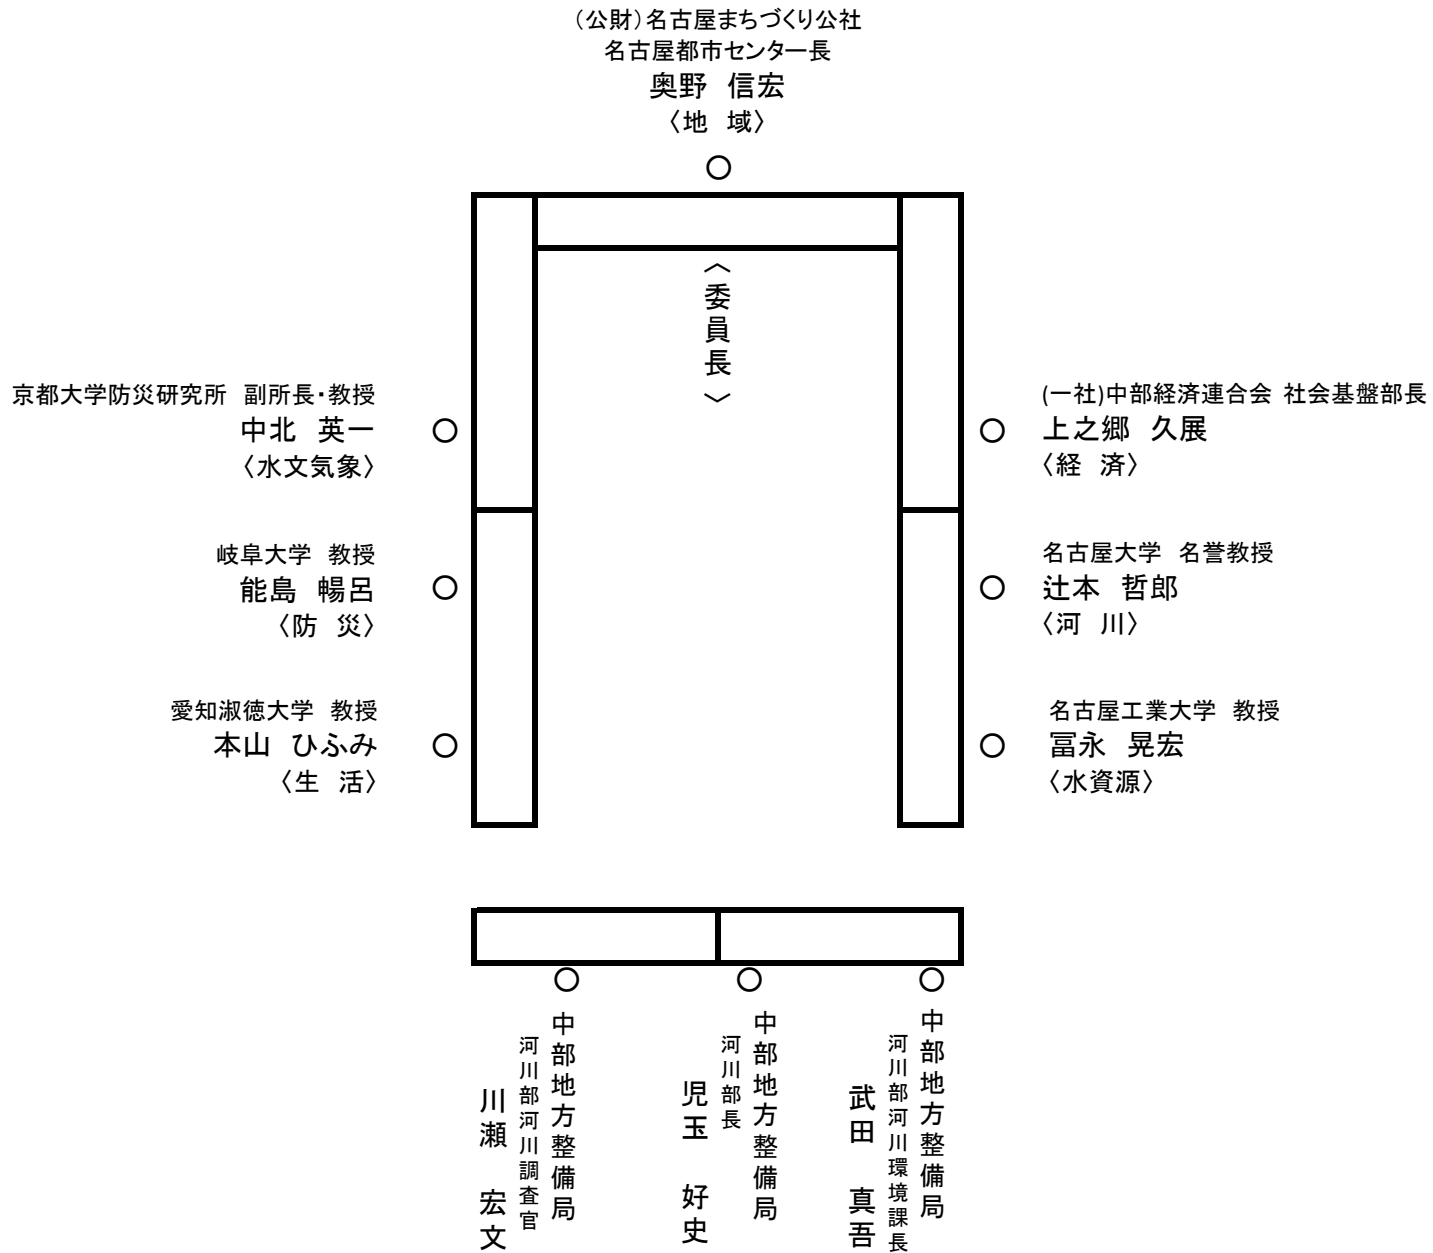 （公財）名古屋まちづくり公社
名古屋都市センター長
奥野　信宏
〈地　域〉
〈委員長〉
京都大学防災研究所　副所長・教授
中北　英一
〈水文気象〉
(一社)中部経済連合会 社会基盤部長
上之郷　久展
〈経　済〉
岐阜大学　教授
能島　暢呂
〈防　災〉
名古屋大学　名誉教授
辻本　哲郎
〈河　川〉
愛知淑徳大学　教授
本山　ひふみ
〈生　活〉
名古屋工業大学　教授
冨永　晃宏
〈水資源〉
中部地方整備局
河川部河川環境課長
武田　真吾
中部地方整備局
河川部長
児玉　好史
中部地方整備局
河川部河川調査官
川瀬　宏文